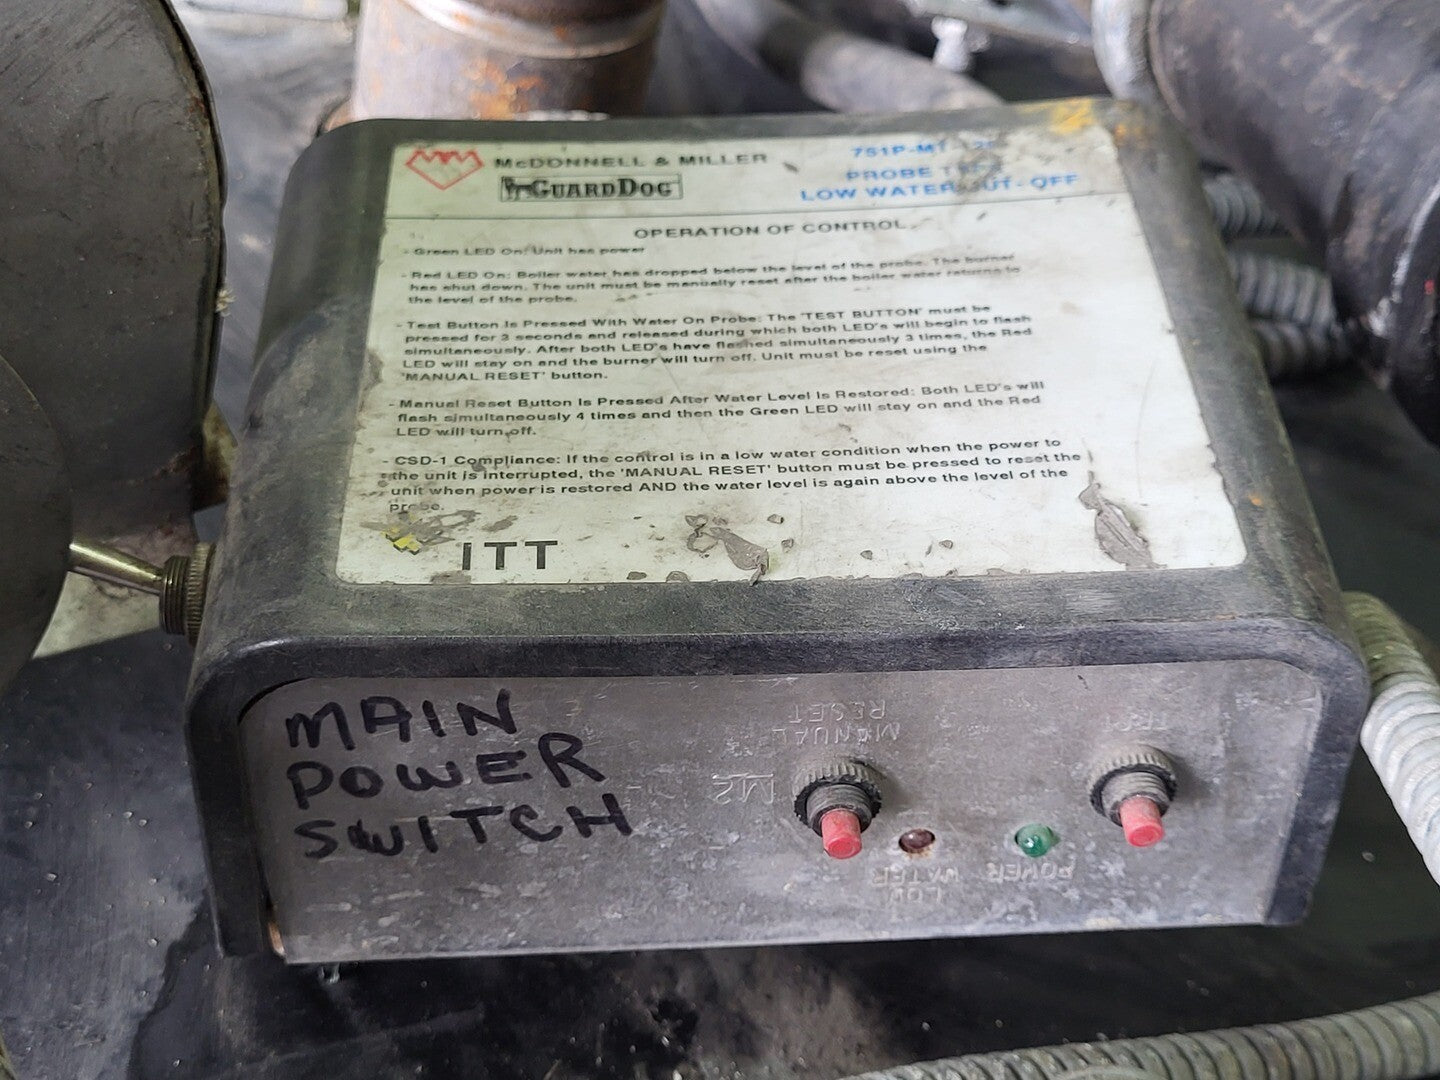 McDONNELL & MILLER
GUARDDOG
751P-MT-120
PROBE TYPE
LOW WATER CUT-OFF
OPERATION OF CONTROL
- Green LED On: Unit has power
- Red LED On: Boiler water has dropped below the level of the probe. The burner
has shut down. The unit must be manually reset after the boiler water returns to
the level of the probe.
- Test Button Is Pressed With Water On Probe: The 'TEST BUTTON' must be
pressed for 3 seconds and released during which both LED's will begin to flash
simultaneously. After both LED's have flashed simultaneously 3 times, the Red
LED will stay on and the burner will turn off. Unit must be reset using the
'MANUAL RESET' button.
- Manual Reset Button Is Pressed After Water Level Is Restored: Both LED's will
flash simultaneously 4 times and then the Green LED will stay on and the Red
LED will turn off.
- CSD-1 Compliance: If the control is in a low water condition when the power to
the unit is interrupted, the 'MANUAL RESET' button must be pressed to reset the
unit when power is restored AND the water level is again above the level of the
probe.
ITT
MAIN
POWER
SWITCH
MANUAL
RESET
TEST
M2
LOW
WATER
POWER